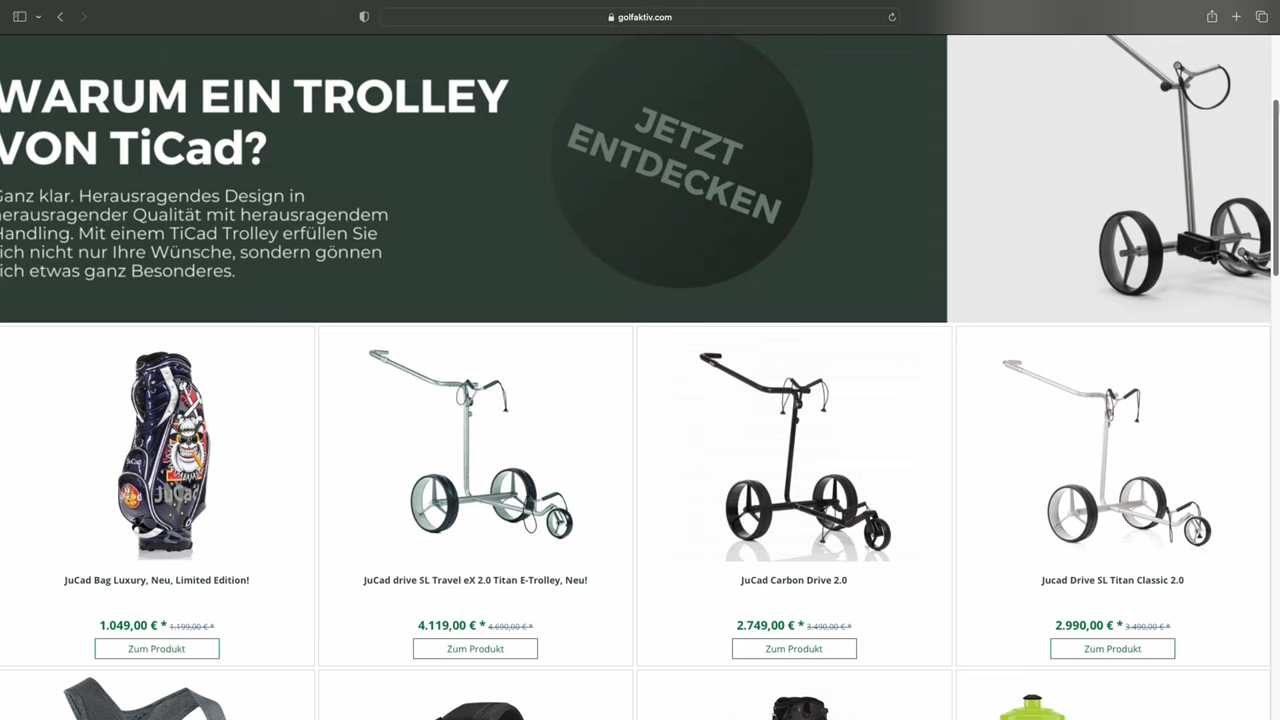 golfaktiv.com
WARUM EIN TROLLEY
VON TiCad?
JETZT
ENTDECKEN
Ganz klar. Herausragendes Design in
herausragender Qualität mit herausragendem
Handling. Mit einem TiCad Trolley erfüllen Sie
sich nicht nur Ihre Wünsche, sondern gönnen
sich etwas ganz Besonderes.
JuCad
JuCad Bag Luxury, Neu, Limited Edition!
1.049,00 € * 1.199,00 € *
Zum Produkt
JuCad drive SL Travel eX 2.0 Titan E-Trolley, Neu!
4.119,00 € * 4.690,00 € *
Zum Produkt
JuCad Carbon Drive 2.0
2.749,00 € * 3.490,00 € *
Zum Produkt
Jucad Drive SL Titan Classic 2.0
2.990,00 € * 3.490,00 € *
Zum Produkt